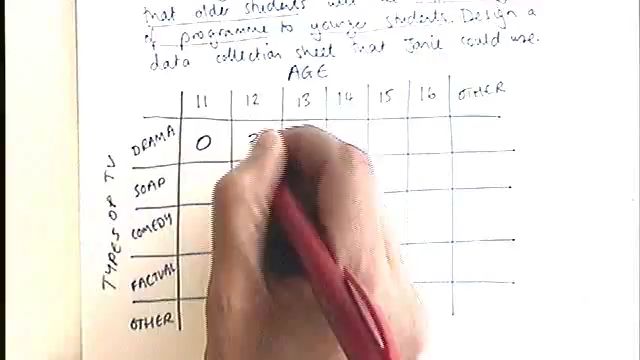 that older students
of programme to younger students. Design a
data collection sheet that Janie could use.
AGE
11 12 13 14 15 16 OTHER
DRAMA 0
SOAP
COMEDY
FACTUAL
OTHER
TYPES OF TV